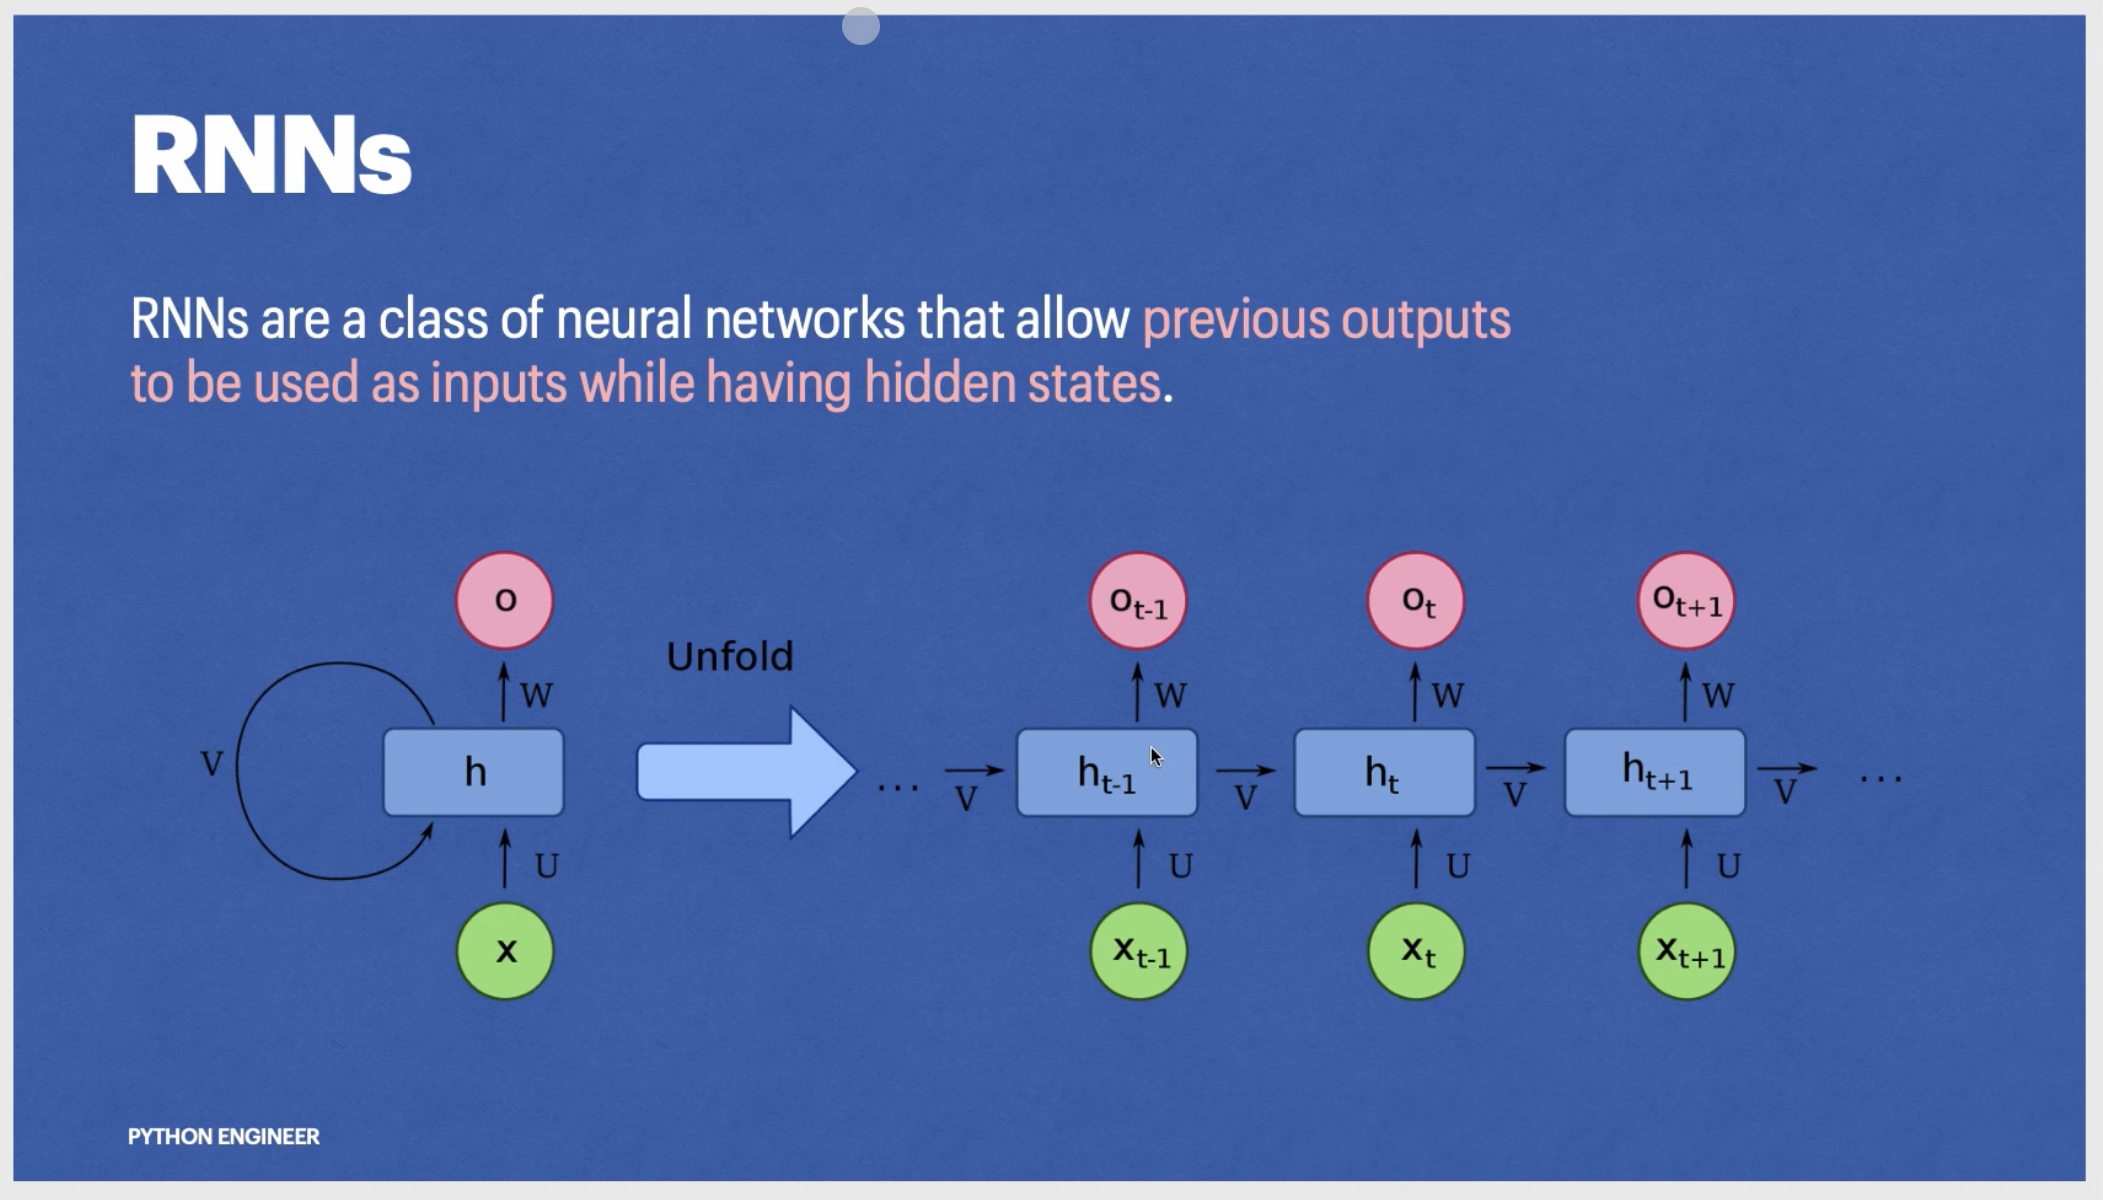 RNNs
RNNs are a class of neural networks that allow previous outputs
to be used as inputs while having hidden states.
o
W
V
h
U
x
Unfold
...
V
o_{t-1}
W
h_{t-1}
U
x_{t-1}
V
o_t
W
h_t
U
x_t
V
o_{t+1}
W
h_{t+1}
U
x_{t+1}
V
...
PYTHON ENGINEER